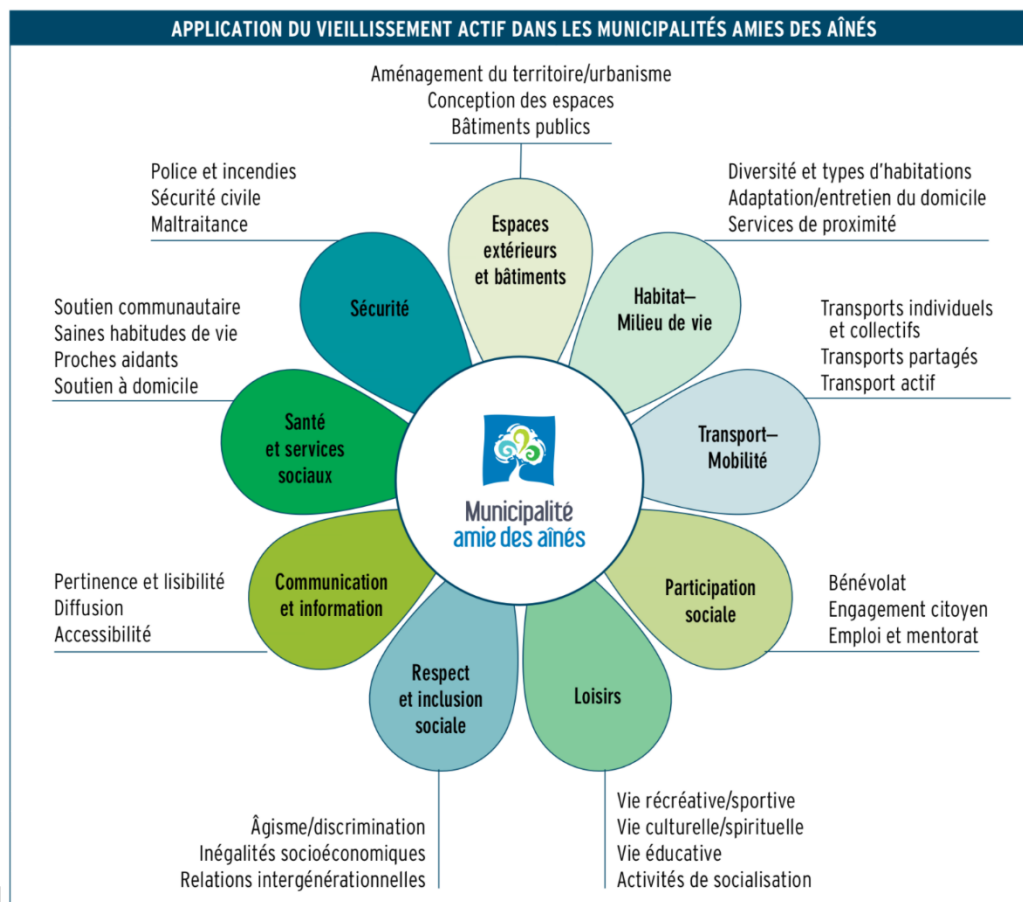 APPLICATION DU VIEILLISSEMENT ACTIF DANS LES MUNICIPALITÉS AMIES DES AÎNÉS
Aménagement du territoire/urbanisme
Conception des espaces
Bâtiments publics
Espaces
extérieurs
et bâtiments
Diversité et types d'habitations
Adaptation/entretien du domicile
Services de proximité
Habitat–
Milieu de vie
Transports individuels
et collectifs
Transports partagés
Transport actif
Transport–
Mobilité
Bénévolat
Engagement citoyen
Emploi et mentorat
Participation
sociale
Vie récréative/sportive
Vie culturelle/spirituelle
Vie éducative
Activités de socialisation
Loisirs
Âgisme/discrimination
Inégalités socioéconomiques
Relations intergénérationnelles
Respect
et inclusion
sociale
Pertinence et lisibilité
Diffusion
Accessibilité
Communication
et information
Soutien communautaire
Saines habitudes de vie
Proches aidants
Soutien à domicile
Santé
et services
sociaux
Police et incendies
Sécurité civile
Maltraitance
Sécurité
Municipalité
amie des aînés